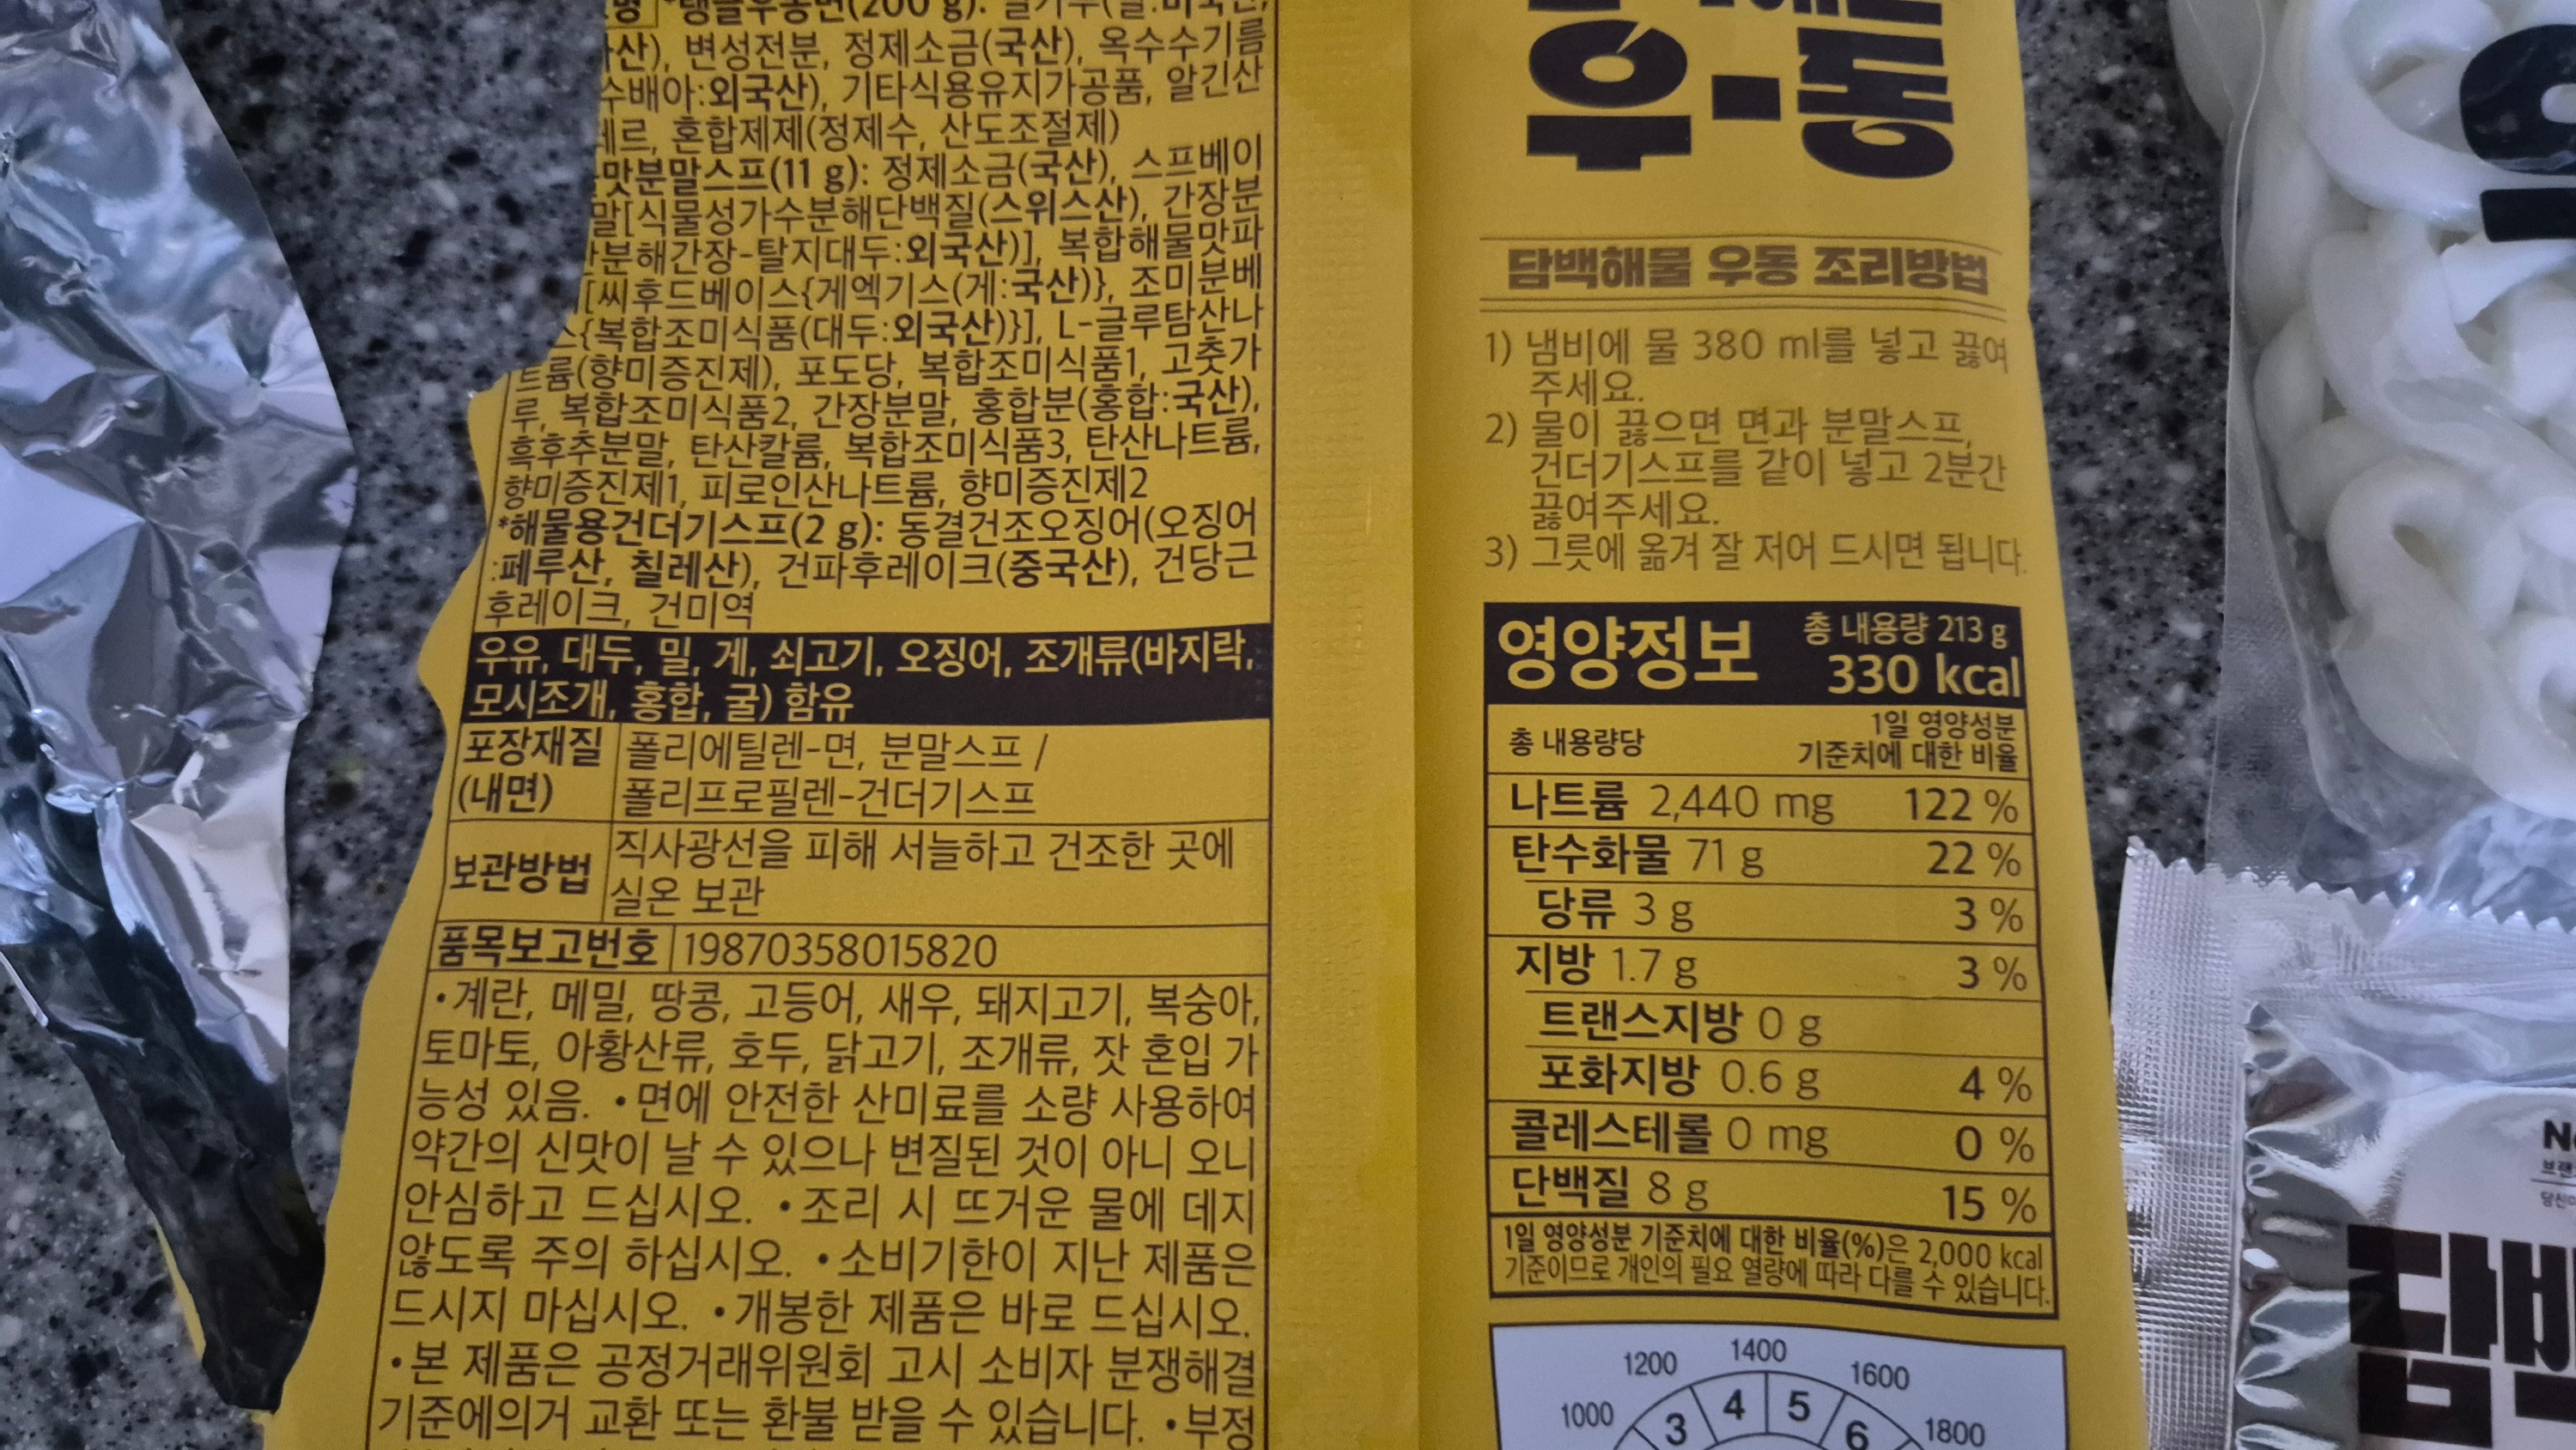 산), 변성전분, 정제소금(국산), 옥수수기름
수배아:외국산), 기타식용유지가공품, 알긴산
테르, 혼합제제(정제수, 산도조절제)
맛분말스프(11 g): 정제소금(국산), 스프베이
말[식물성가수분해단백질(스위스산), 간장분
분해간장-탈지대두:외국산)], 복합해물맛파
[씨후드베이스{게엑기스(게:국산)}, 조미분베
스{복합조미식품(대두:외국산)}], L-글루탐산나
트륨(향미증진제), 포도당, 복합조미식품1, 고춧가
루, 복합조미식품2, 간장분말, 홍합분(홍합:국산),
흑후추분말, 탄산칼륨, 복합조미식품3, 탄산나트륨,
향미증진제1, 피로인산나트륨, 향미증진제2
*해물용건더기스프(2 g): 동결건조오징어(오징어
:페루산, 칠레산), 건파후레이크(중국산), 건당근
후레이크, 건미역
우유, 대두, 밀, 게, 쇠고기, 오징어, 조개류(바지락,
모시조개, 홍합, 굴) 함유
포장재질 폴리에틸렌-면, 분말스프 /
(내면) 폴리프로필렌-건더기스프
보관방법 직사광선을 피해 서늘하고 건조한 곳에
실온 보관
품목보고번호 19870358015820
•계란, 메밀, 땅콩, 고등어, 새우, 돼지고기, 복숭아,
토마토, 아황산류, 호두, 닭고기, 조개류, 잣 혼입 가
능성 있음. •면에 안전한 산미료를 소량 사용하여
약간의 신맛이 날 수 있으나 변질된 것이 아니 오니
안심하고 드십시오. •조리 시 뜨거운 물에 데지
않도록 주의 하십시오. •소비기한이 지난 제품은
드시지 마십시오. •개봉한 제품은 바로 드십시오.
•본 제품은 공정거래위원회 고시 소비자 분쟁해결
기준에의거 교환 또는 환불 받을 수 있습니다. •부정
우동
담백해물 우동 조리방법
1) 냄비에 물 380 ml를 넣고 끓여
주세요.
2) 물이 끓으면 면과 분말스프,
건더기스프를 같이 넣고 2분간
끓여주세요.
3) 그릇에 옮겨 잘 저어 드시면 됩니다.
영양정보 총 내용량 213 g
330 kcal
총 내용량당 1일 영양성분
기준치에 대한 비율
나트륨 2,440 mg 122 %
탄수화물 71 g 22 %
당류 3 g 3 %
지방 1.7 g 3 %
트랜스지방 0 g
포화지방 0.6 g 4 %
콜레스테롤 0 mg 0 %
단백질 8 g 15 %
1일 영양성분 기준치에 대한 비율(%)은 2,000 kcal
기준이므로 개인의 필요 열량에 따라 다를 수 있습니다.
1000 1200 1400 1600 1800
3 4 5 6
담백